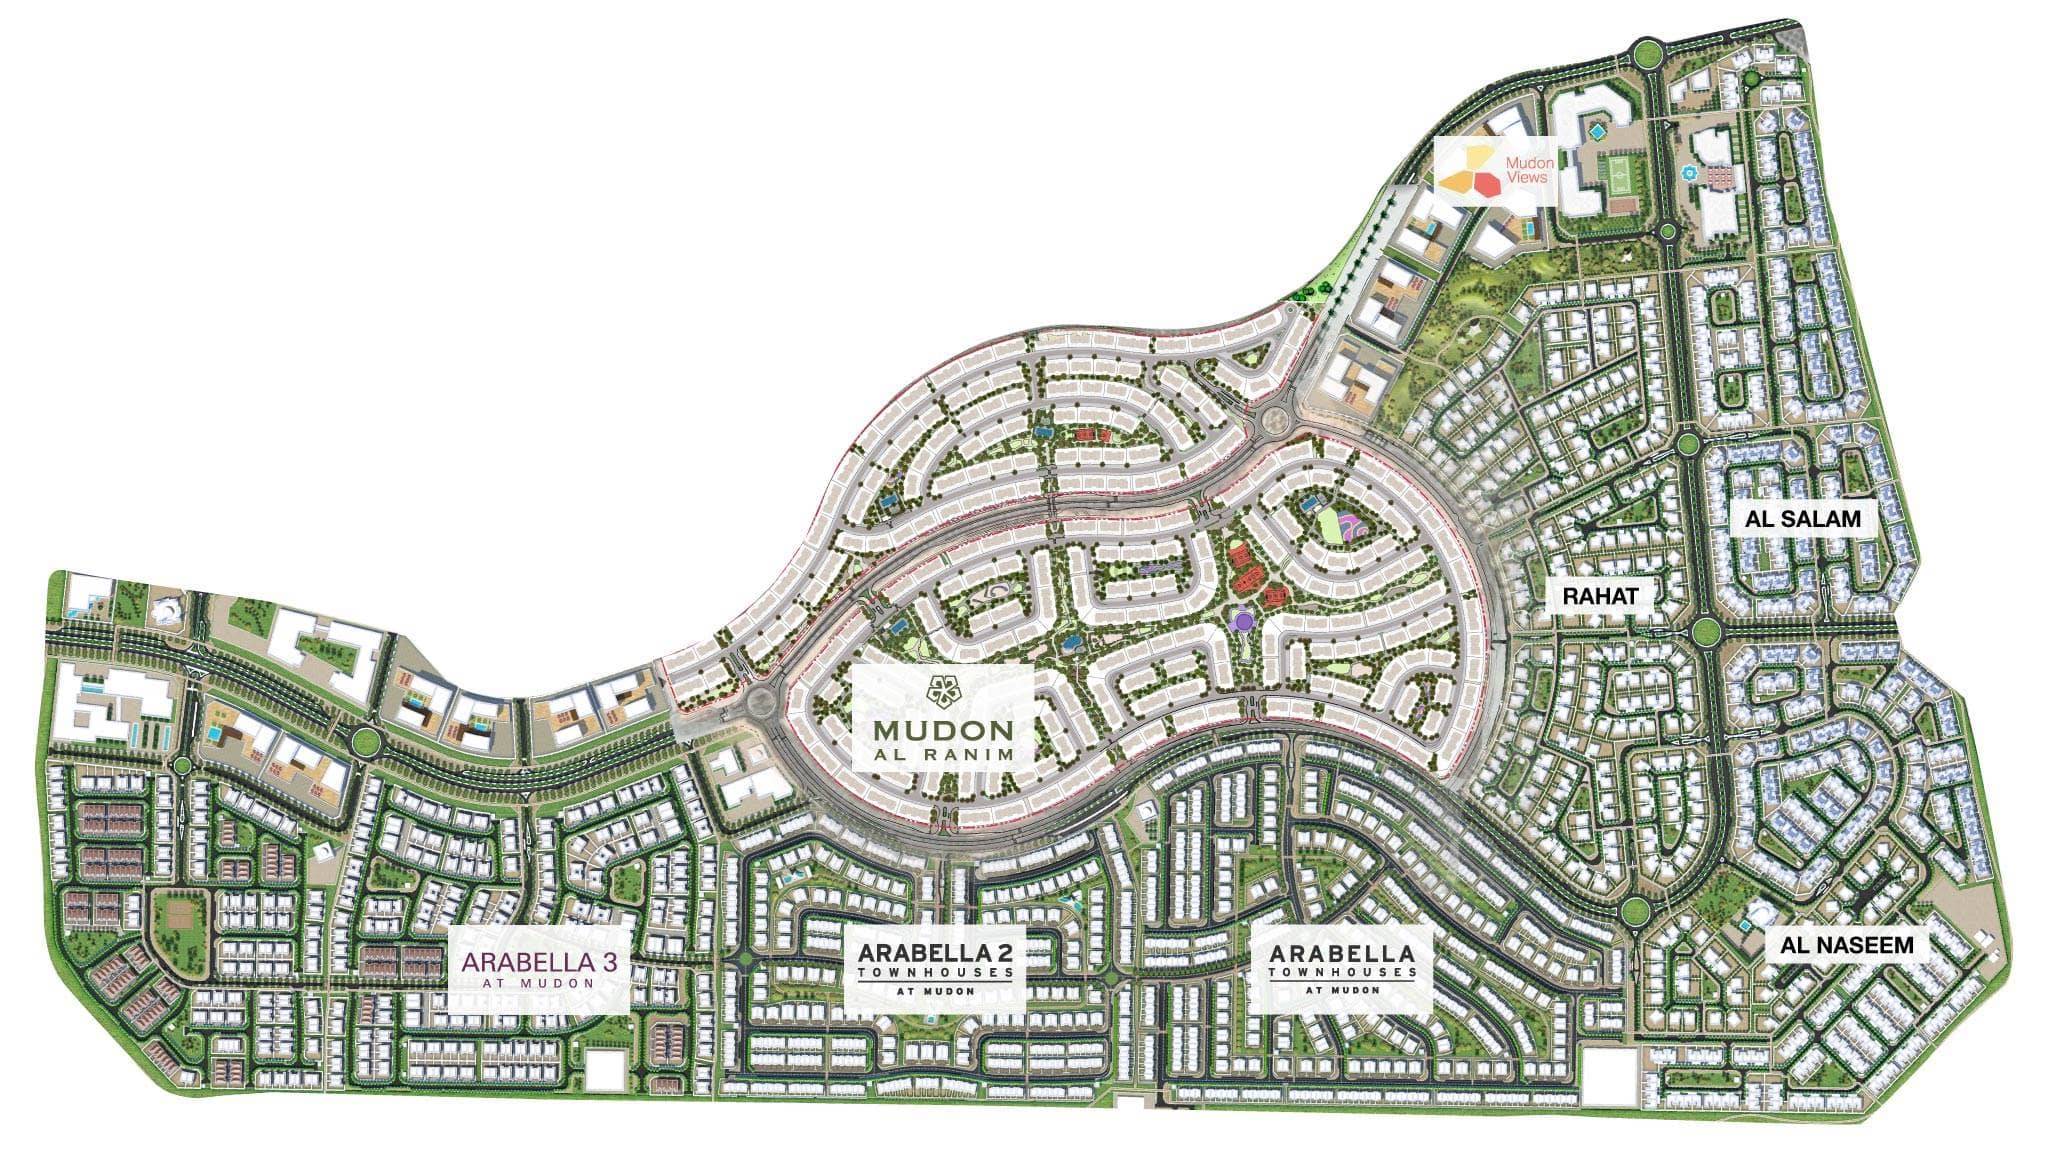 Mudon
Views
AL SALAM
RAHAT
MUDON
AL RANIM
ARABELLA 3
AT MUDON
ARABELLA 2
TOWNHOUSES
AT MUDON
ARABELLA
TOWNHOUSES
AT MUDON
AL NASEEM